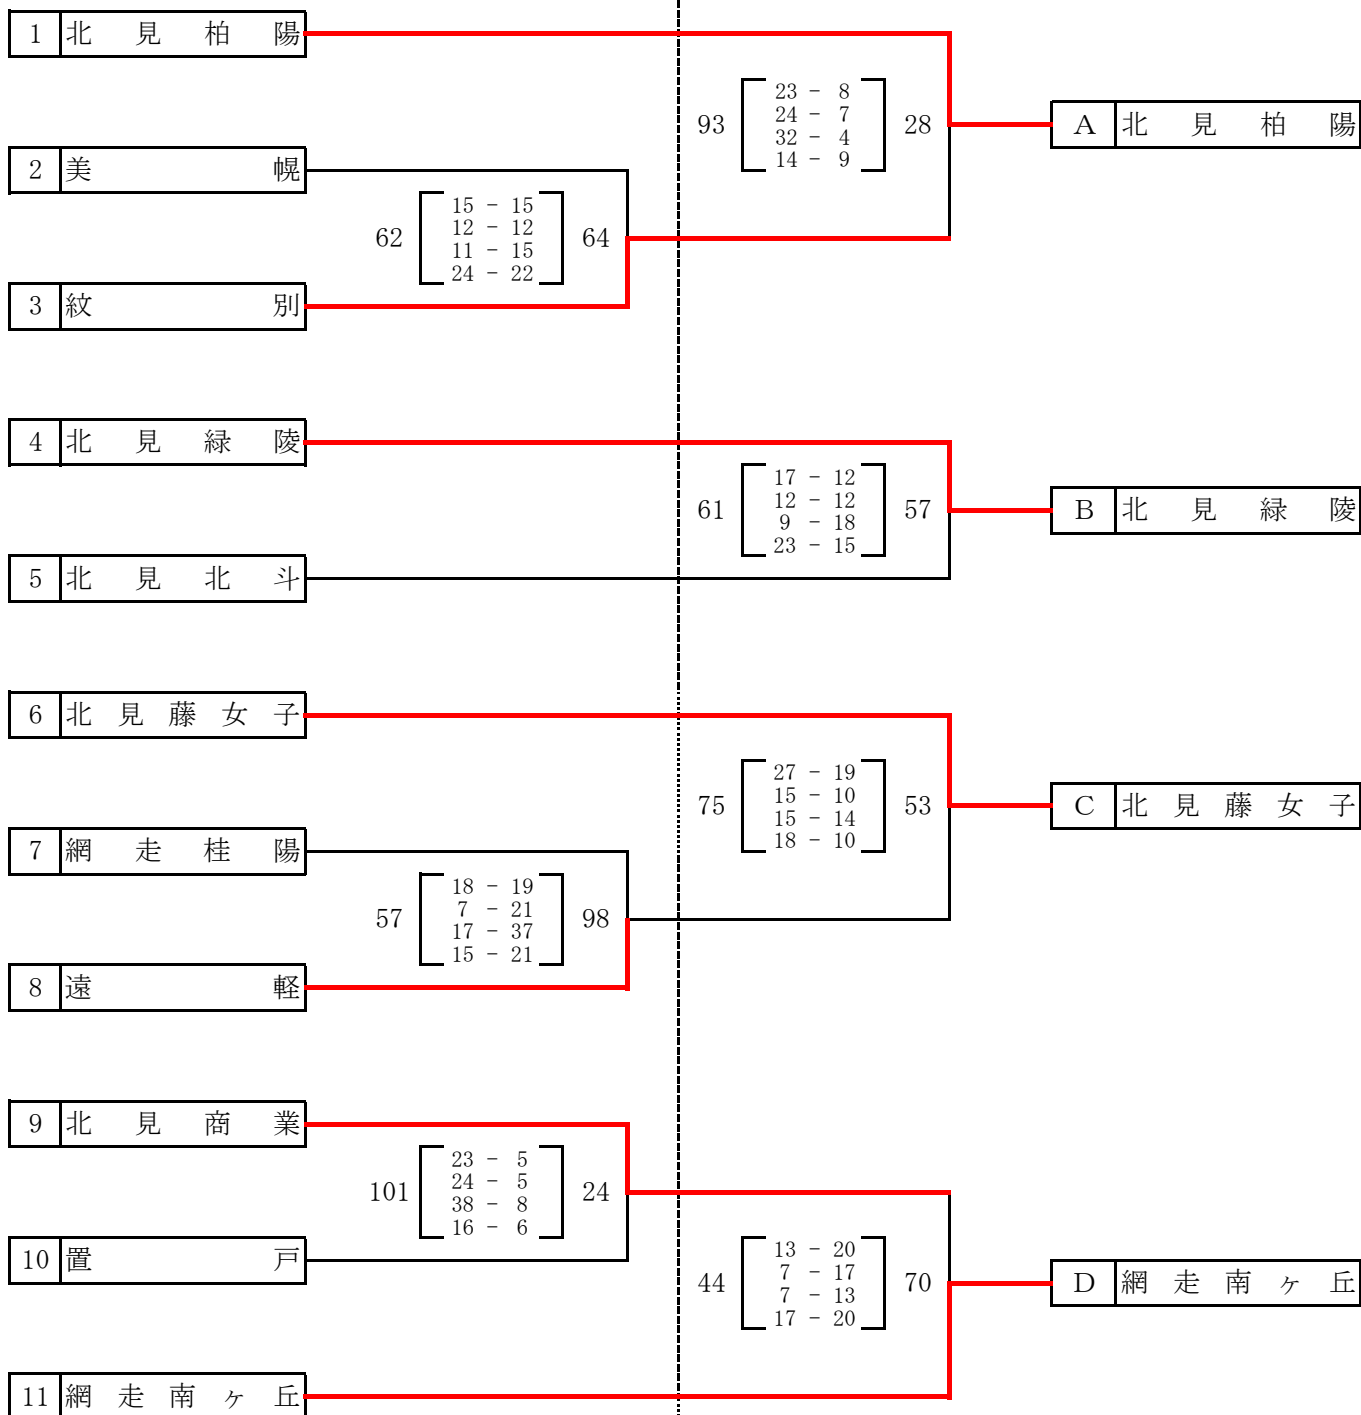 1 北見柏陽
23 - 8
24 - 7
93 28
32 - 4
14 - 9
A 北見柏陽
2 美幌
15 - 15
12 - 12
62 64
11 - 15
24 - 22
3 紋別
4 北見緑陵
17 - 12
12 - 12
61 57
9 - 18
23 - 15
B 北見緑陵
5 北見北斗
6 北見藤女子
27 - 19
15 - 10
75 53
15 - 14
18 - 10
C 北見藤女子
7 網走桂陽
18 - 19
7 - 21
57 98
17 - 37
15 - 21
8 遠軽
9 北見商業
23 - 5
24 - 5
101 24
38 - 8
16 - 6
10 置戸
13 - 20
7 - 17
44 70
7 - 13
17 - 20
D 網走南ヶ丘
11 網走南ヶ丘